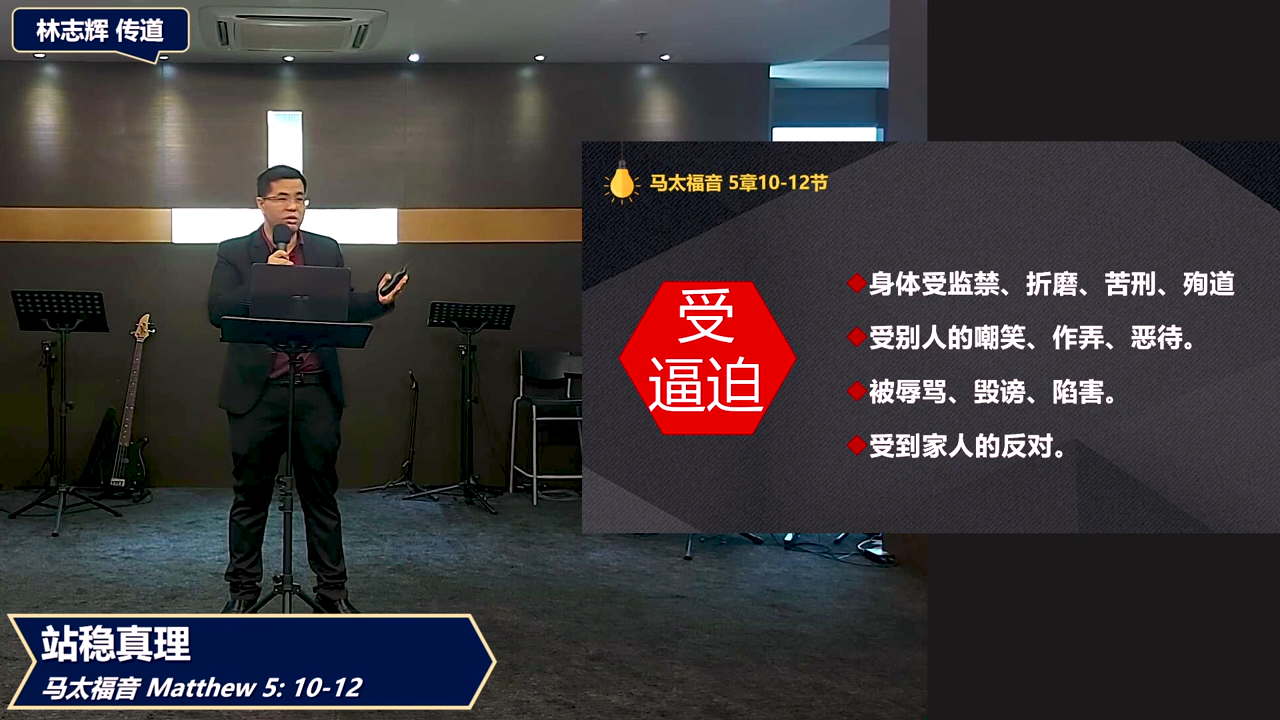 林志辉 传道
马太福音 5章10-12节
受
逼迫
身体受监禁、折磨、苦刑、殉道
受别人的嘲笑、作弄、恶待。
被辱骂、毁谤、陷害。
受到家人的反对。
站稳真理
马太福音 Matthew 5: 10-12